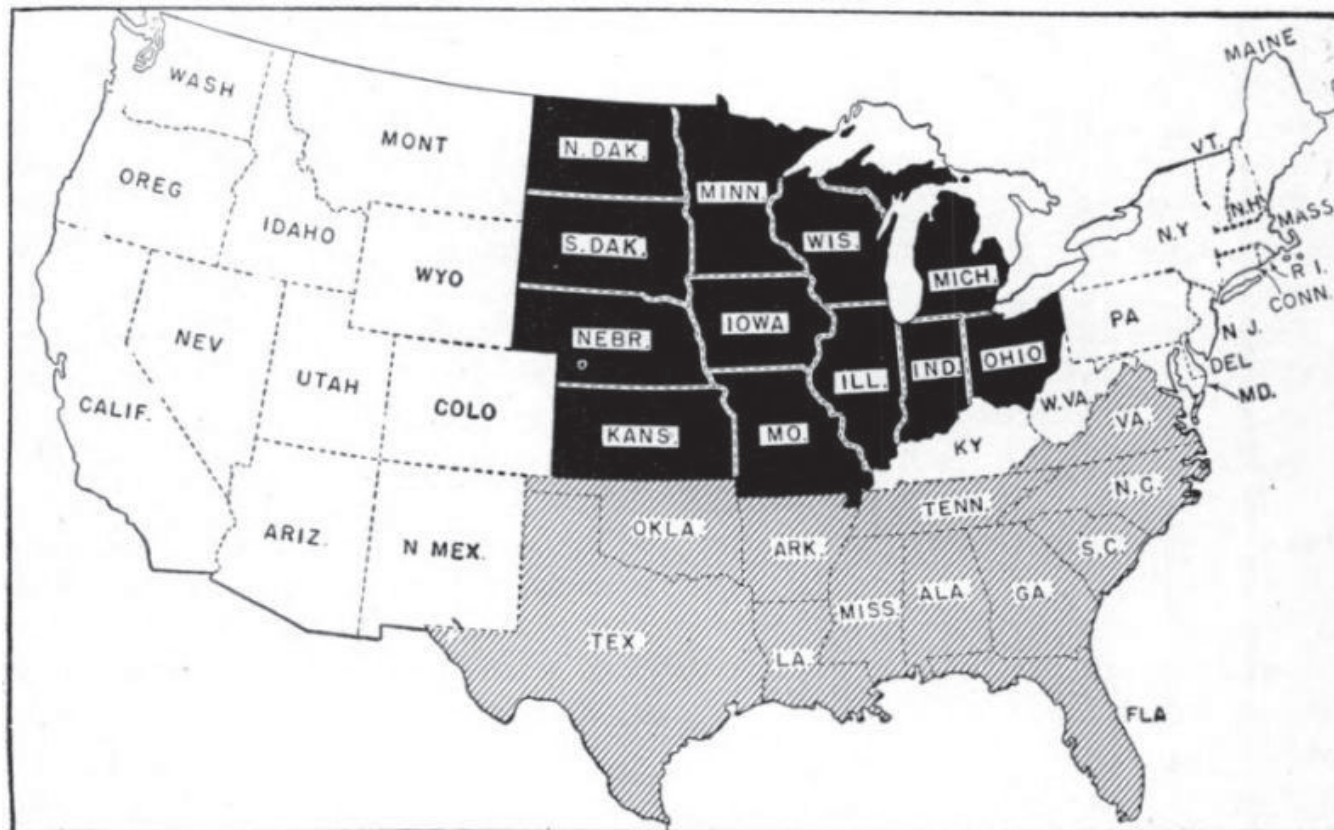 WASH
MONT
N. DAK.
MINN.
MAINE
VT.
OREG
IDAHO
N.H.
MASS.
S. DAK.
WIS.
N.Y
WYO
MICH.
R I.
CONN.
NEBR.
IOWA
PA
N J.
NEV
UTAH
COLO
ILL.
IND.
OHIO
DEL
MD.
CALIF.
KANS.
MO.
W.VA.
VA.
KY
ARIZ.
N MEX.
OKLA.
ARK.
TENN.
N.C.
S.C.
TEX.
LA.
MISS.
ALA.
GA.
FLA